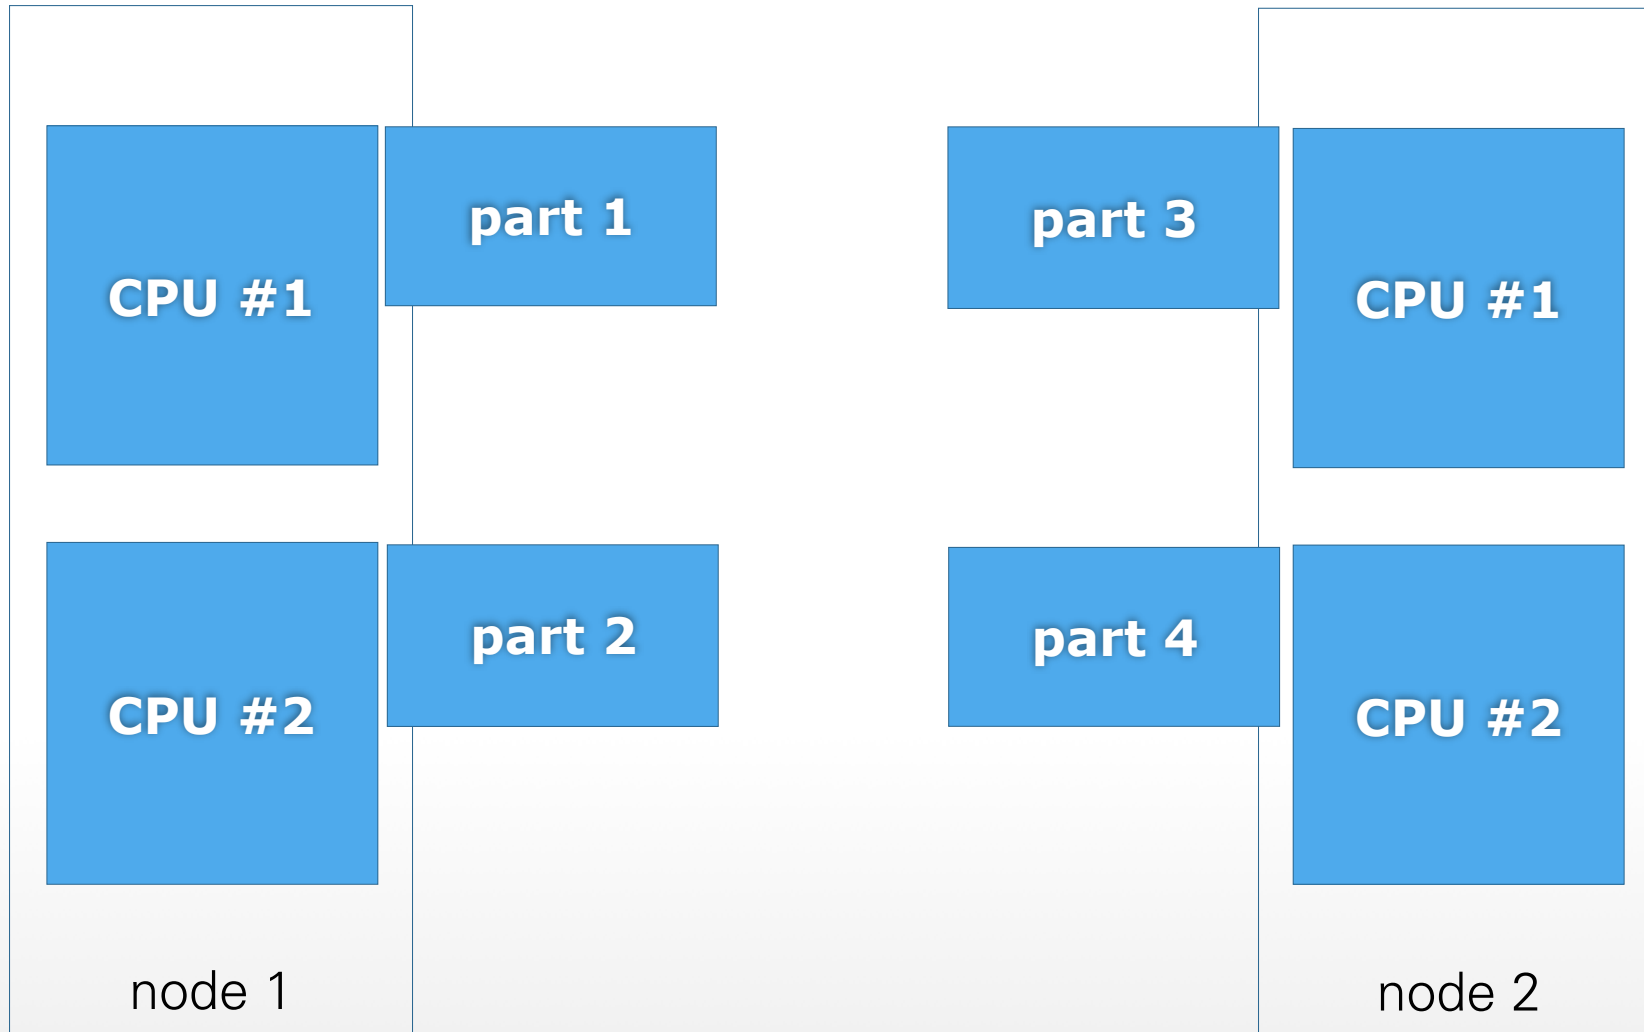 part 1
part 3
CPU #1
CPU #1
part 2
part 4
CPU #2
CPU #2
node 1
node 2